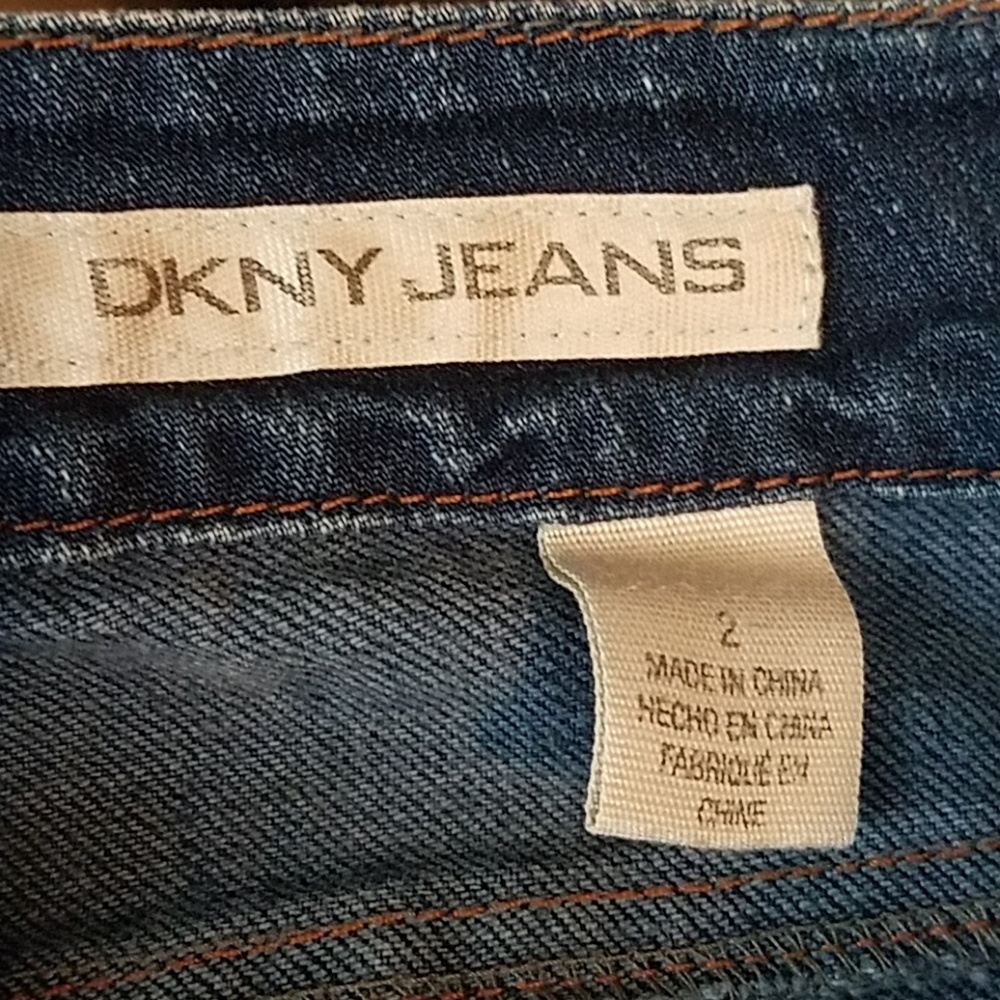 DKNY JEANS
2
MADE IN CHINA
HECHO EN CHINA
FABRIQUÉ EN
CHINE